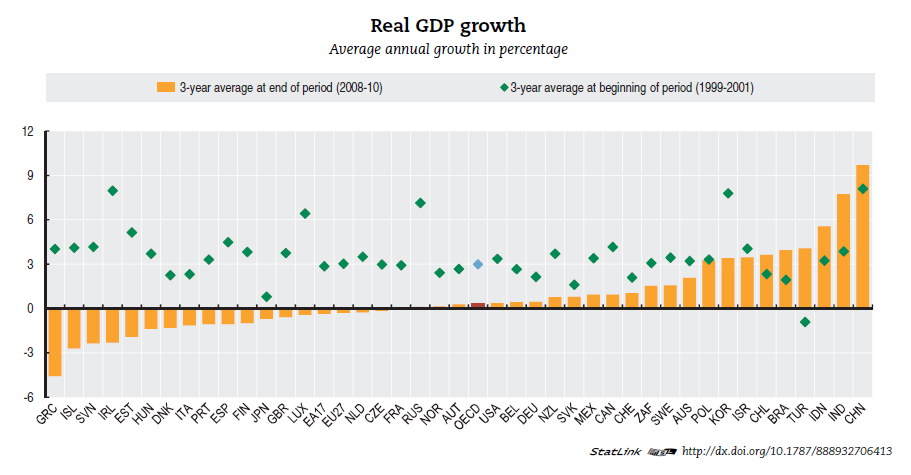 Real GDP growth
Average annual growth in percentage
3-year average at end of period (2008-10) 3-year average at beginning of period (1999-2001)
12
9
6
3
0
-3
-6
GRC ISL SVN IRL EST HUN DNK ITA PRT ESP FIN JPN GBR LUX EA17 EU27 NLD CZE FRA RUS NOR AUT OECD USA BEL DEU NZL SVK MEX CAN CHE ZAF SWE AUS POL KOR ISR CHL BRA TUR IDN IND CHN
StatLink http://dx.doi.org/10.1787/888932706413